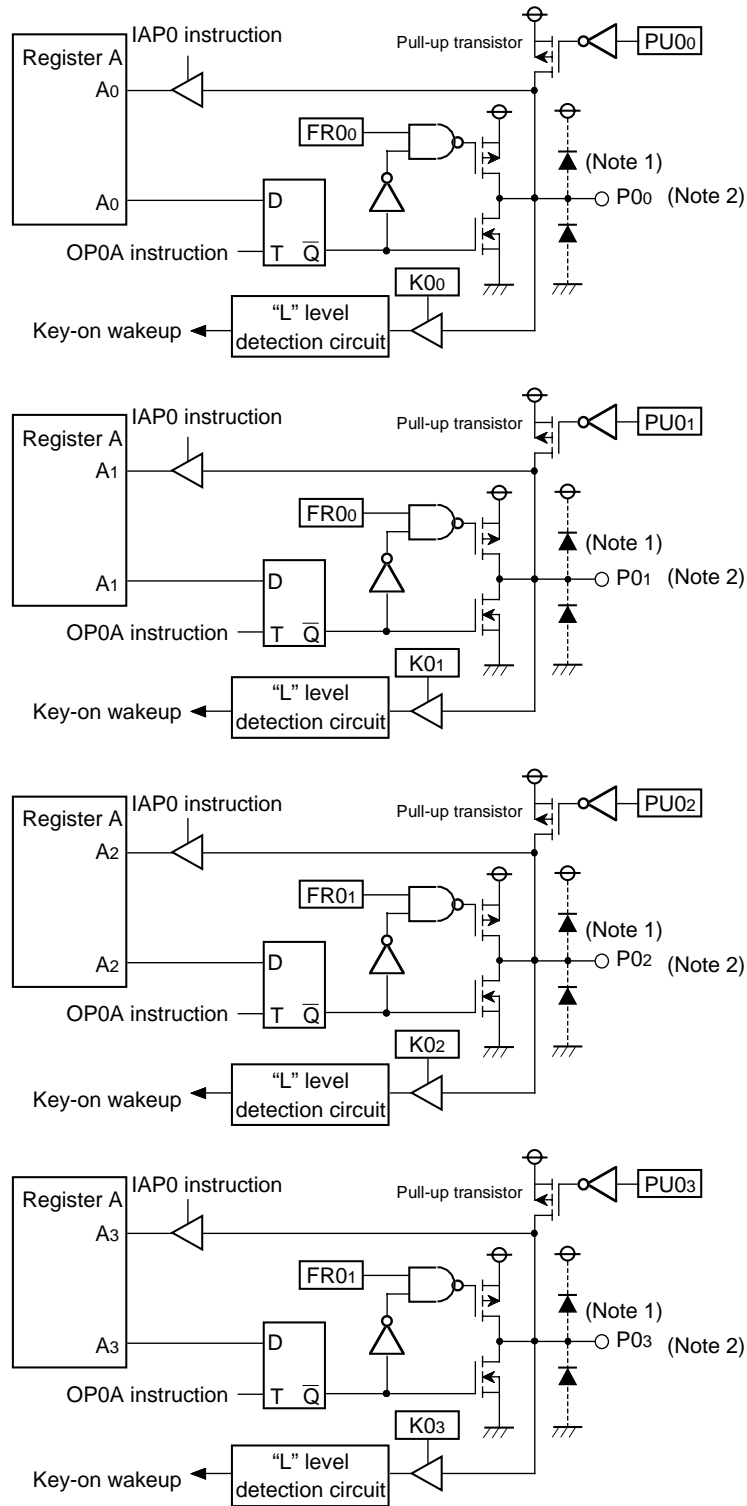 IAP0 instruction
Register A
Pull-up transistor
PU00
A0
FR00
(Note 1)
A0
D
P00 (Note 2)
OP0A instruction
T Q̅
K00
Key-on wakeup
“L” level
detection circuit
IAP0 instruction
Register A
Pull-up transistor
PU01
A1
FR00
(Note 1)
A1
D
P01 (Note 2)
OP0A instruction
T Q̅
K01
Key-on wakeup
“L” level
detection circuit
IAP0 instruction
Register A
Pull-up transistor
PU02
A2
FR01
(Note 1)
A2
D
P02 (Note 2)
OP0A instruction
T Q̅
K02
Key-on wakeup
“L” level
detection circuit
IAP0 instruction
Register A
Pull-up transistor
PU03
A3
FR01
(Note 1)
A3
D
P03 (Note 2)
OP0A instruction
T Q̅
K03
Key-on wakeup
“L” level
detection circuit